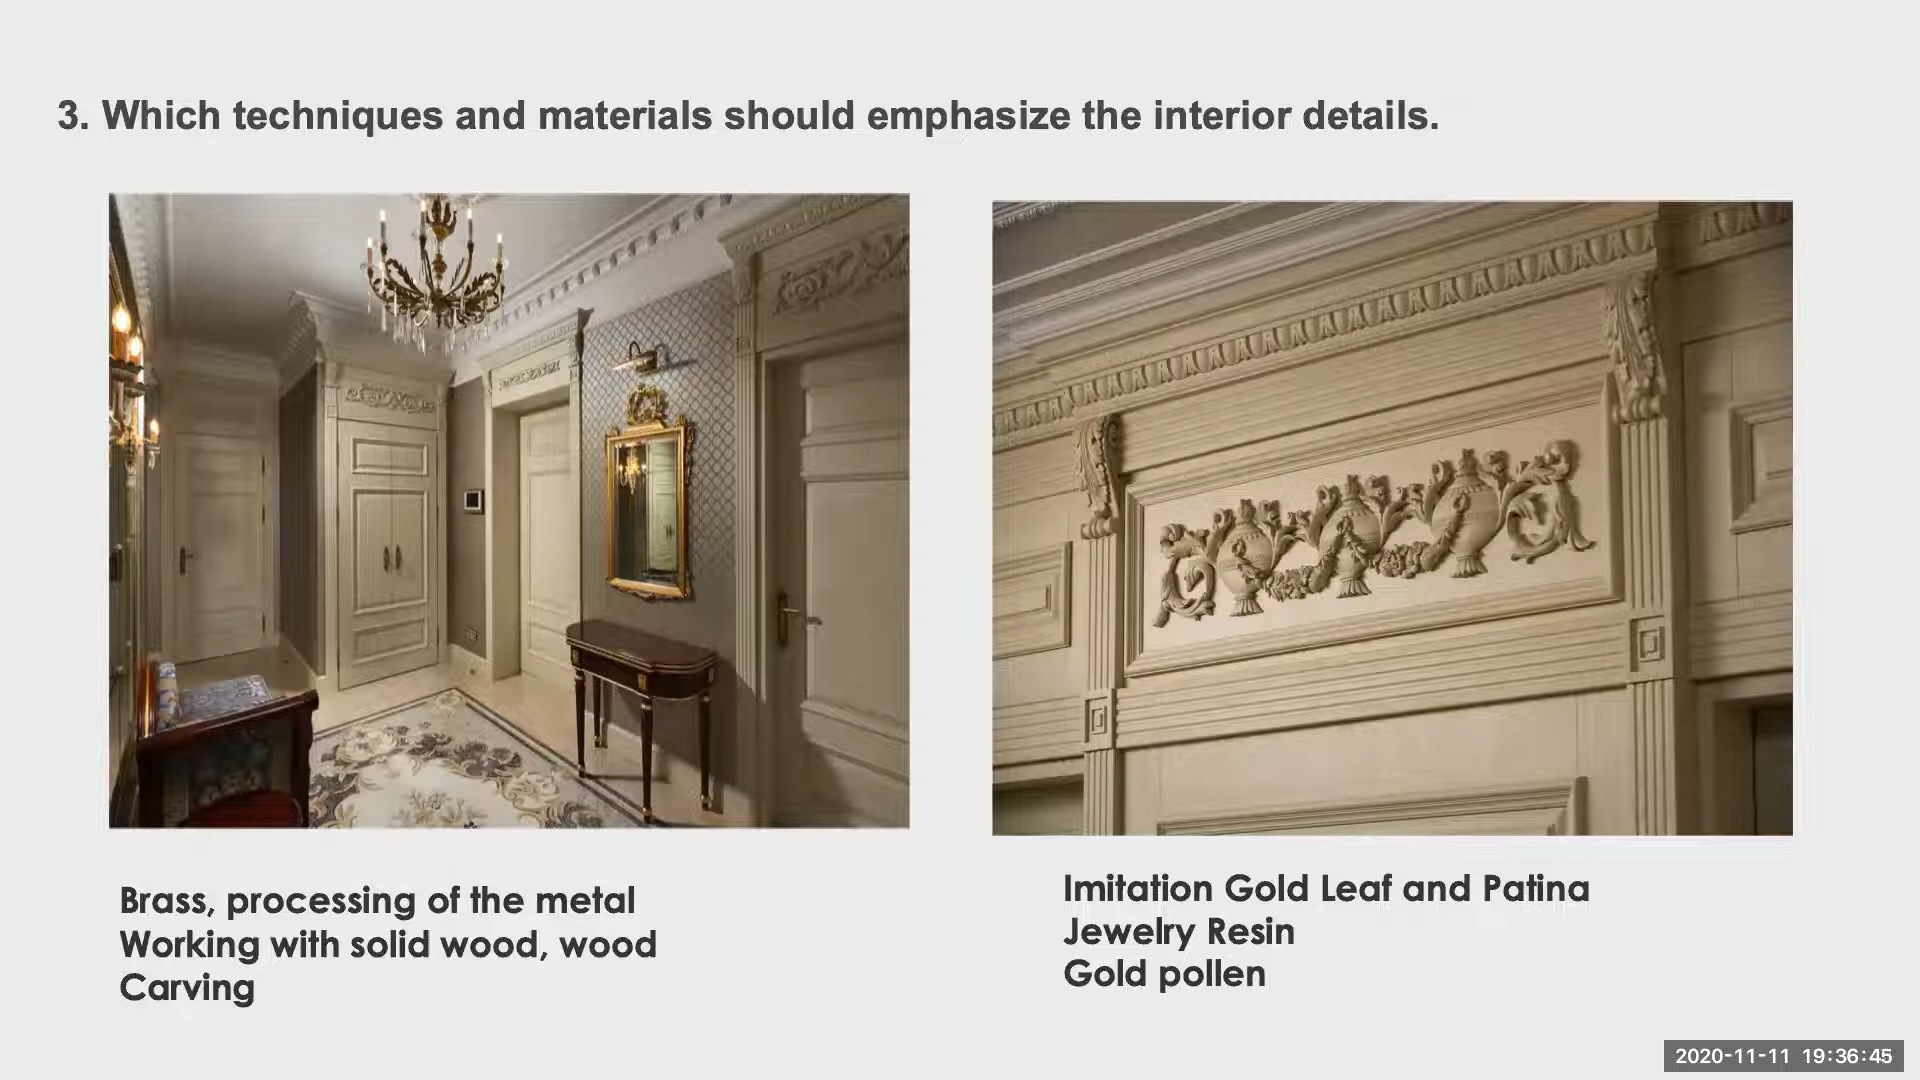 3. Which techniques and materials should emphasize the interior details.
Brass, processing of the metal
Working with solid wood, wood
Carving
Imitation Gold Leaf and Patina
Jewelry Resin
Gold pollen
2020-11-11 19:36:45